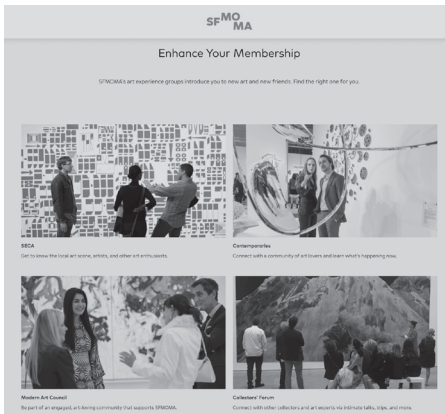 SFMOMA
Enhance Your Membership
SFMOMA's art experience groups introduce you to new art and new friends. Find the right one for you.
SECA
Get to know the local art scene, artists, and other art enthusiasts.
Contemporaries
Connect with a community of art lovers and learn what's happening now.
Modern Art Council
Be part of an engaged, art-loving community that supports SFMOMA.
Collectors' Forum
Connect with other collectors and art experts via intimate talks, trips, and more.